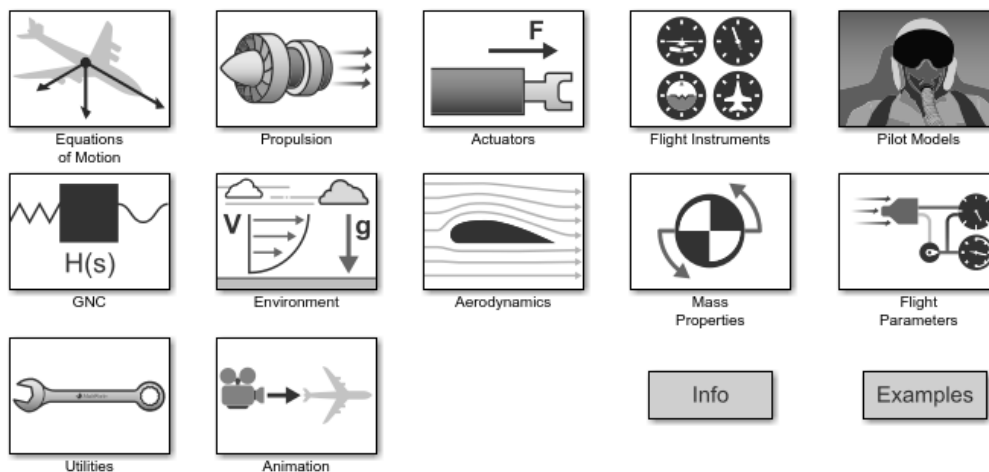 F
Equations
of Motion
Propulsion
Actuators
Flight Instruments
Pilot Models
V
g
H(s)
GNC
Environment
Aerodynamics
Mass
Properties
Flight
Parameters
Info
Examples
Utilities
Animation